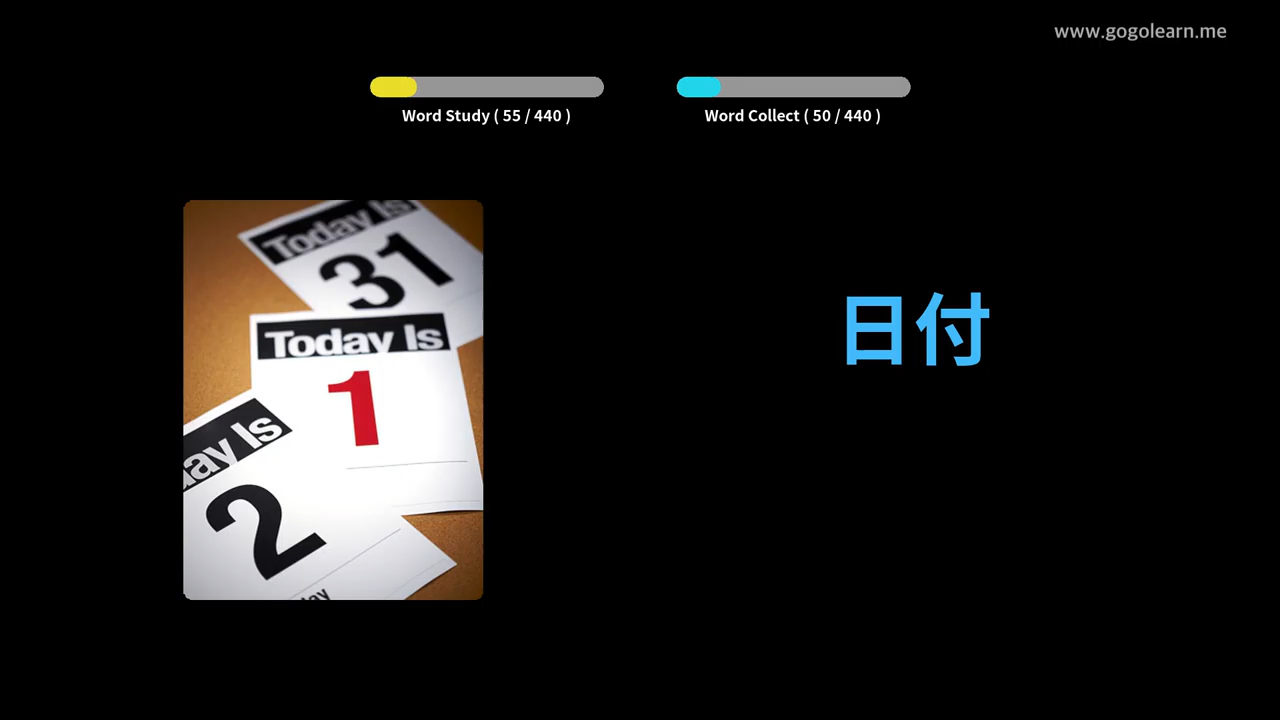 www.gogolearn.me
Word Study ( 55 / 440 )
Word Collect ( 50 / 440 )
Today Is
31
Today Is
1
ay Is
2
day
日付